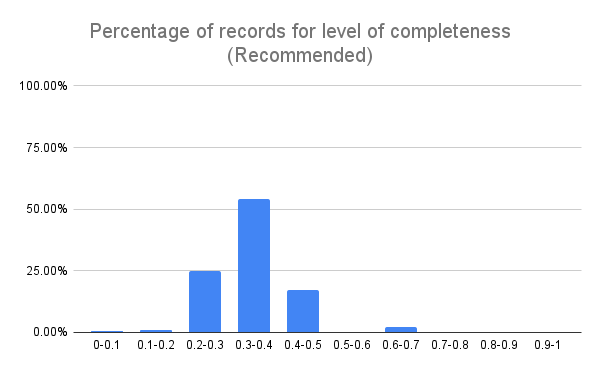 Percentage of records for level of completeness
(Recommended)
100.00%
75.00%
50.00%
25.00%
0.00%
0-0.1 0.1-0.2 0.2-0.3 0.3-0.4 0.4-0.5 0.5-0.6 0.6-0.7 0.7-0.8 0.8-0.9 0.9-1